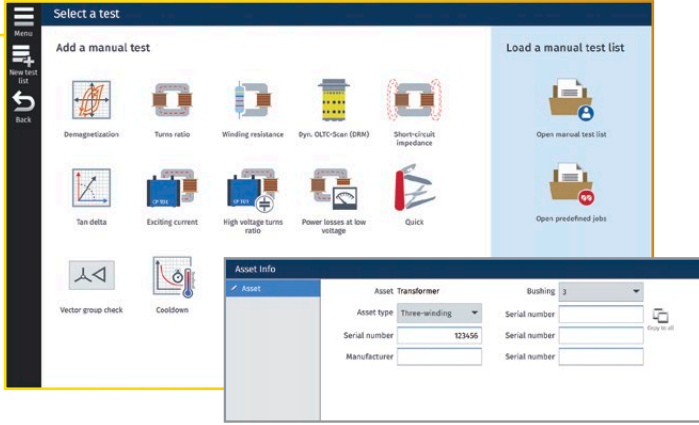 Select a test
Menu
New test
list
Back
Add a manual test
Demagnetization
Turns ratio
Winding resistance
Dyn. OLTC-Scan (DRM)
Short-circuit
impedance
Tan delta
Exciting current
High voltage turns
ratio
Power losses at low
voltage
Quick
Vector group check
Cooldown
Load a manual test list
Open manual test list
Open predefined jobs
Asset Info
Asset
Asset Transformer
Asset type Three-winding
Serial number 123456
Manufacturer
Bushing 3
Serial number
Serial number
Serial number
Copy to all